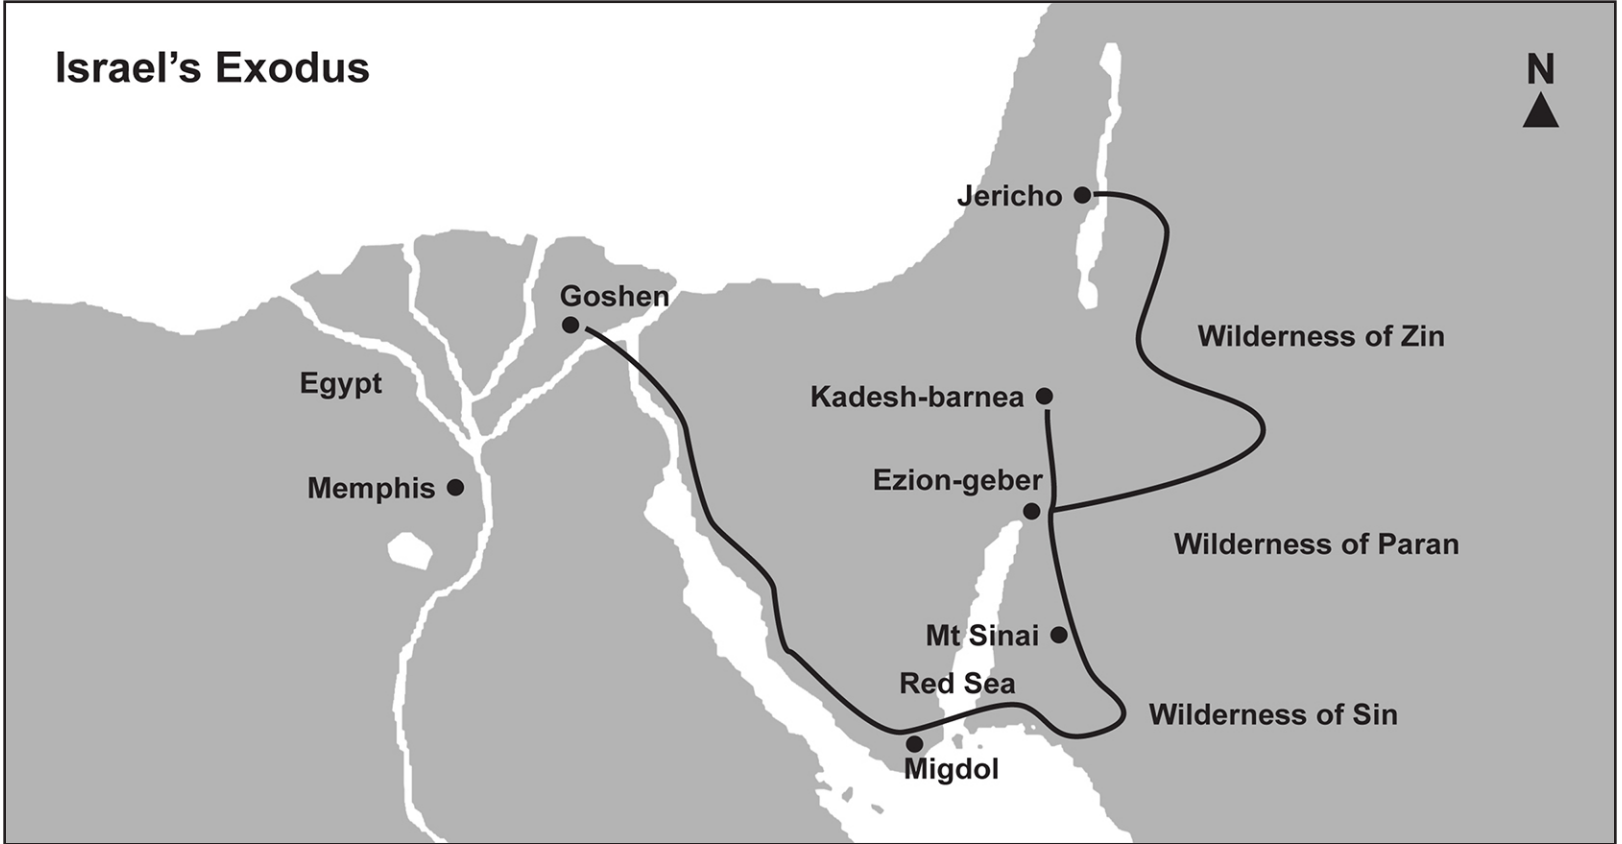 Israel’s Exodus
N
Jericho
Goshen
Wilderness of Zin
Egypt
Kadesh-barnea
Ezion-geber
Memphis
Wilderness of Paran
Mt Sinai
Red Sea
Wilderness of Sin
Migdol